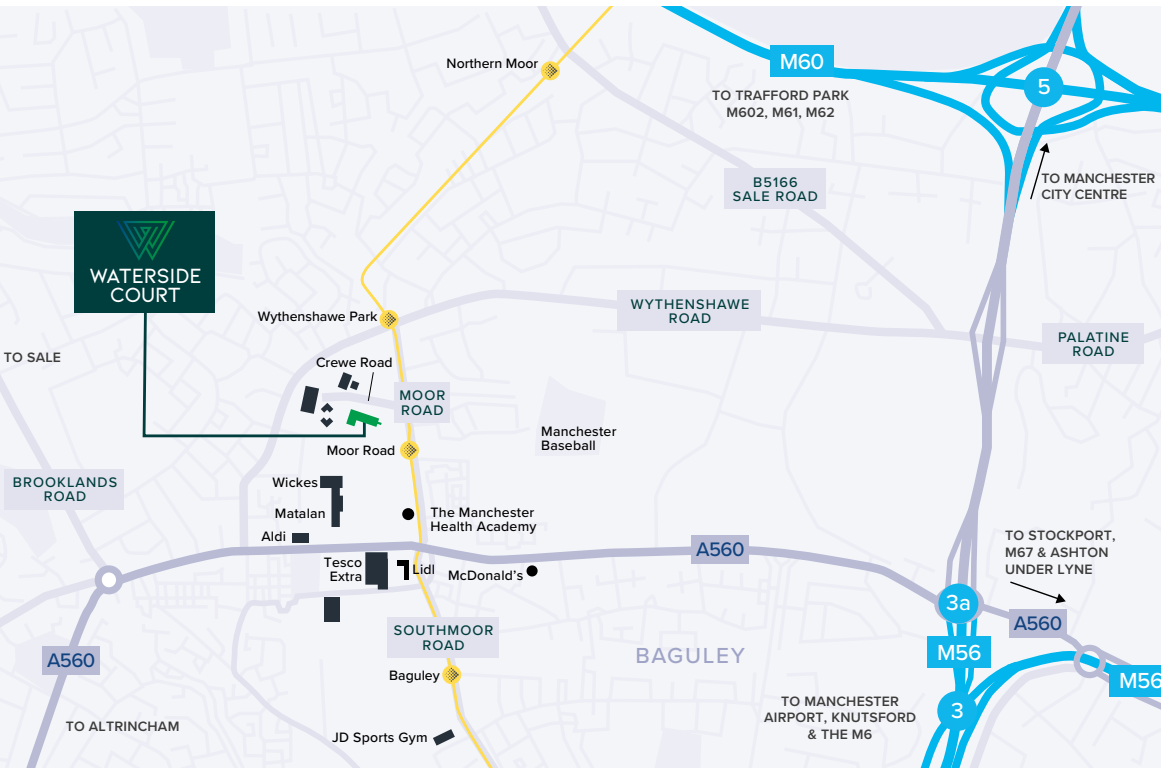 Northern Moor
M60
5
TO TRAFFORD PARK
M602, M61, M62
TO MANCHESTER
CITY CENTRE
B5166
SALE ROAD
WATERSIDE
COURT
Wythenshawe Park
WYTHENSHAWE
ROAD
PALATINE
ROAD
TO SALE
Crewe Road
MOOR
ROAD
Manchester
Baseball
Moor Road
BROOKLANDS
ROAD
Wickes
Matalan
The Manchester
Health Academy
Aldi
A560
TO STOCKPORT,
M67 & ASHTON
UNDER LYNE
Tesco
Extra
Lidl
McDonald's
3a
A560
SOUTHMOOR
ROAD
BAGULEY
M56
A560
Baguley
M56
TO MANCHESTER
AIRPORT, KNUTSFORD
& THE M6
3
TO ALTRINCHAM
JD Sports Gym